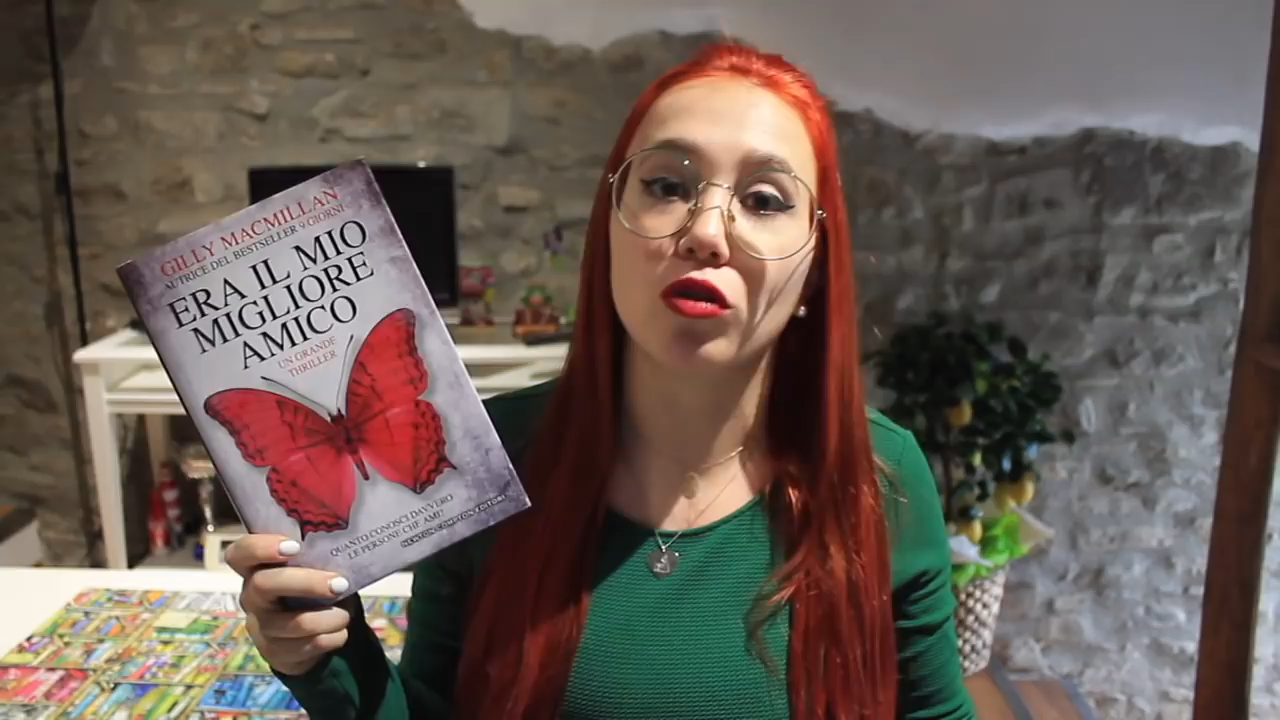 GILLY MACMILLAN
AUTRICE DEL BESTSELLER 9 GIORNI
ERA IL MIO
MIGLIORE
AMICO
UN GRANDE
THRILLER
QUANTO CONOSCI DAVVERO
LE PERSONE CHE AMI?
NEWTON COMPTON EDITORI